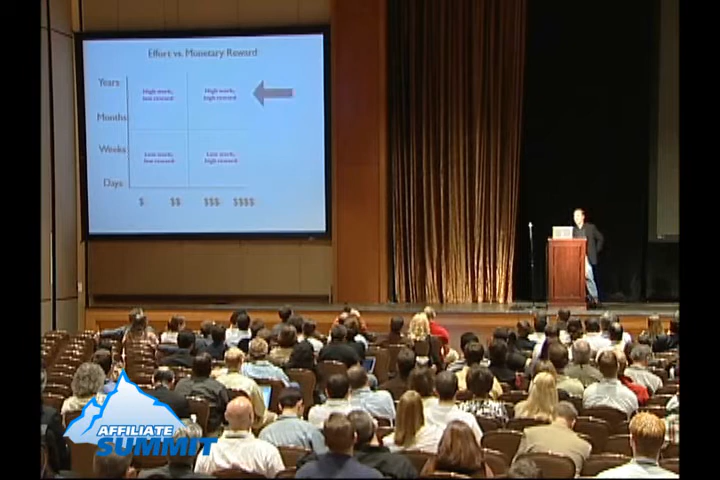 Effort vs. Monetary Reward
Years
High work,
low reward
High work,
high reward
Months
Weeks
Low work,
low reward
Low work,
high reward
Days
$ $$ $$$ $$$$
AFFILIATE
SUMMIT